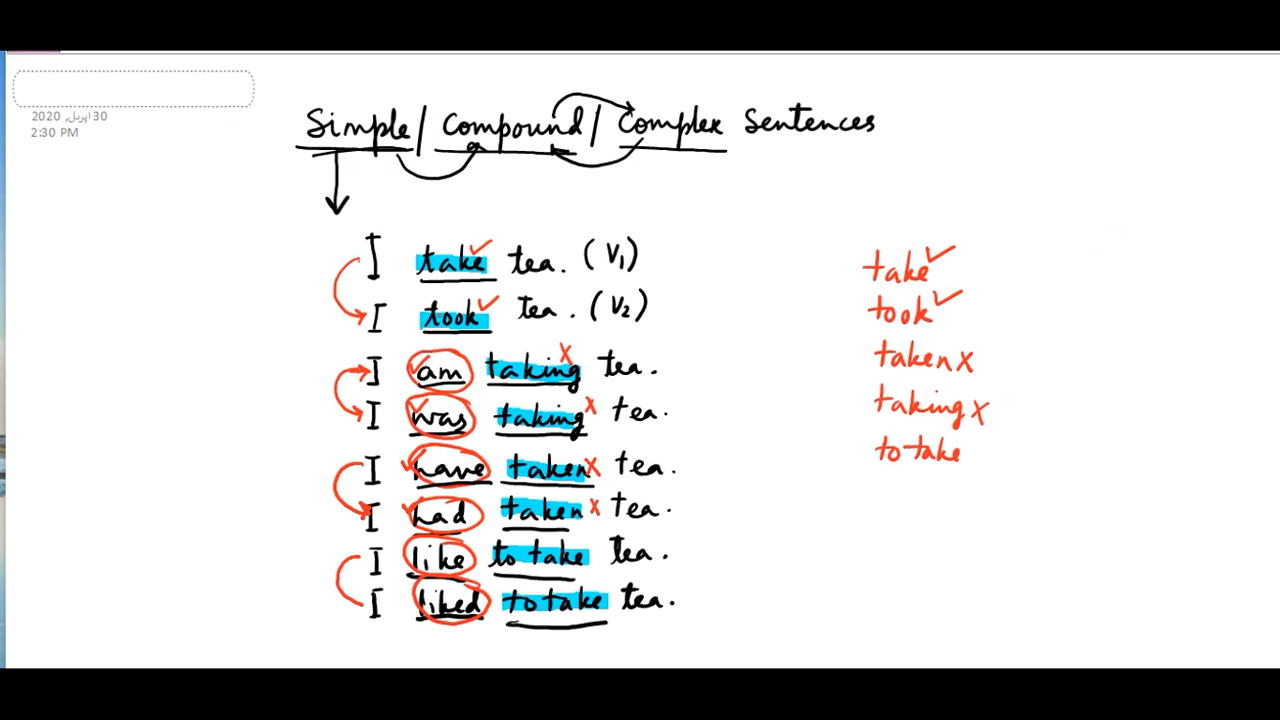 30 اپریل, 2020
2:30 PM
Simple / Compound / Complex Sentences
I take tea. (V1)
I took tea. (V2)
I am taking x tea.
I was taking x tea.
I have taken x tea.
I had taken x tea.
I like to take tea.
I liked to take tea.
take
took
taken x
taking x
to take